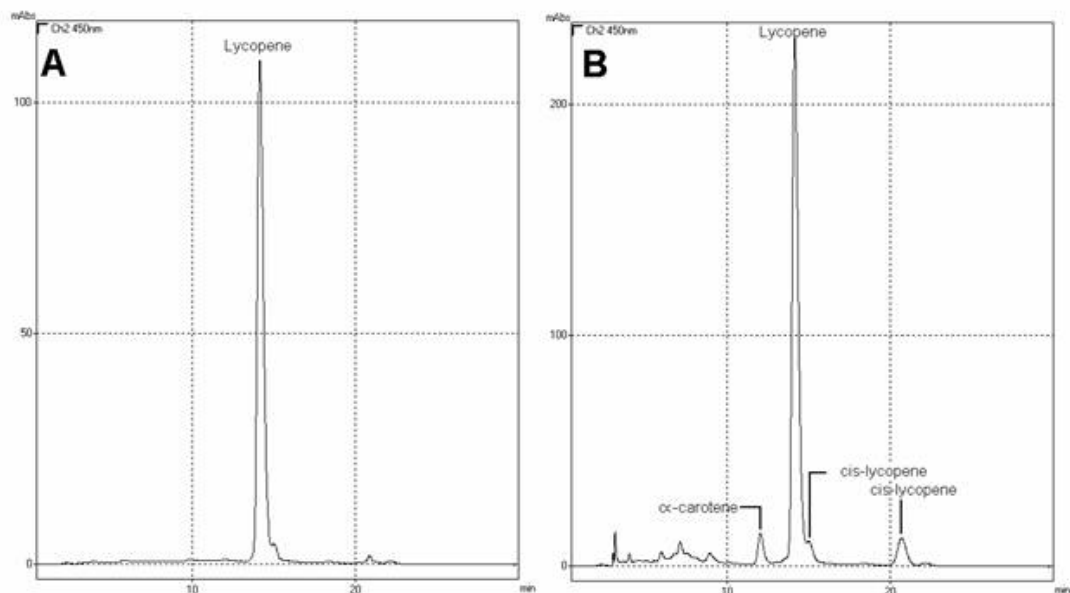 mAbs
Ch2 450nm
A
Lycopene
100
50
0
10
20
min
mAbs
Ch2 450nm
B
Lycopene
200
100
cis-lycopene
cis-lycopene
α-carotene
0
10
20
min